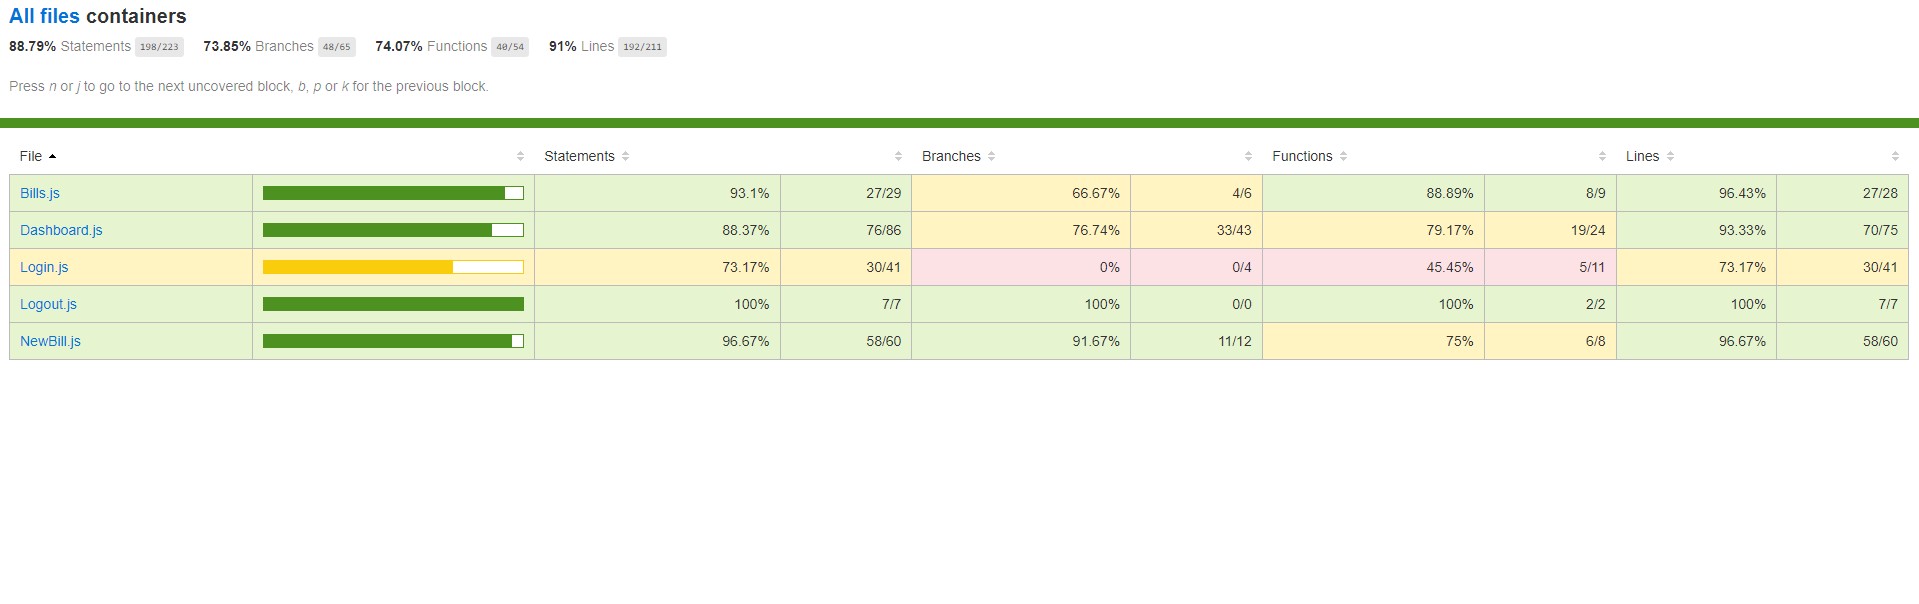 All files containers
88.79% Statements 198/223 73.85% Branches 48/65 74.07% Functions 40/54 91% Lines 192/211
Press n or j to go to the next uncovered block, b, p or k for the previous block.
File Statements Branches Functions Lines
Bills.js 93.1% 27/29 66.67% 4/6 88.89% 8/9 96.43% 27/28
Dashboard.js 88.37% 76/86 76.74% 33/43 79.17% 19/24 93.33% 70/75
Login.js 73.17% 30/41 0% 0/4 45.45% 5/11 73.17% 30/41
Logout.js 100% 7/7 100% 0/0 100% 2/2 100% 7/7
NewBill.js 96.67% 58/60 91.67% 11/12 75% 6/8 96.67% 58/60